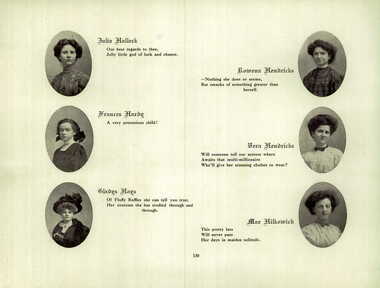 Julie Hallock
Our best regards to thee,
Jolly little god of luck and chance.
Frances Hardy
A very precocious child!
Gladys Hays
Of Fluffy Ruffles she can tell you true,
Her costume she has studied through and
through.
Rowena Hendricks
—Nothing she does or seems,
But smacks of something greater than
herself.
Vera Hendricks
Will someone tell our actress where
Awaits that multi-millionaire
Who'll give her stunning clothes to wear?
Mae Hilkowich
This pretty lass
Will never pass
Her days in maiden solitude.